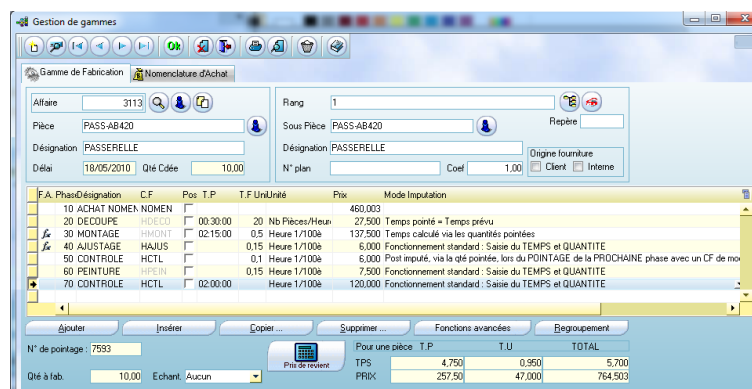 Gestion de gammes
Ok
Gamme de Fabrication Nomenclature d'Achat
Affaire 3113 Rang 1
Pièce PASS-AB420 Sous Pièce PASS-AB420 Repère
Désignation PASSERELLE Désignation PASSERELLE Origine fourniture
Délai 18/05/2010 Qté Cdée 10,00 N° plan Coef 1,00 Client Interne
F.A. Phase Désignation C.F Pos T.P T.F Uni Unité Prix Mode Imputation
10 ACHAT NOMEN NOMEN 460,003
20 DECOUPE HDECO 00:30:00 20 Nb Pièces/Heure 27,500 Temps pointé = Temps prévu
fx 30 MONTAGE HMONT 02:15:00 0,5 Heure 1/100è 137,500 Temps calculé via les quantités pointées
fx 40 AJUSTAGE HAJUS 0,15 Heure 1/100è 6,000 Fonctionnement standard : Saisie du TEMPS et QUANTITE
50 CONTROLE HCTL 0,1 Heure 1/100è 6,000 Post imputé, via la qté pointée, lors du POINTAGE de la PROCHAINE phase avec un CF de mo
60 PEINTURE HPEIN 0,15 Heure 1/100è 7,500 Fonctionnement standard : Saisie du TEMPS et QUANTITE
70 CONTROLE HCTL 02:00:00 Heure 1/100è 120,000 Fonctionnement standard : Saisie du TEMPS et QUANTITE
Ajouter Insérer Copier ... Supprimer ... Fonctions avancées Regroupement
N° de pointage : 7593 Prix de revient Pour une pièce T.P T.U TOTAL
TPS 4,750 0,950 5,700
Qté à fab. 10,00 Echant. Aucun PRIX 257,50 47,000 764,503